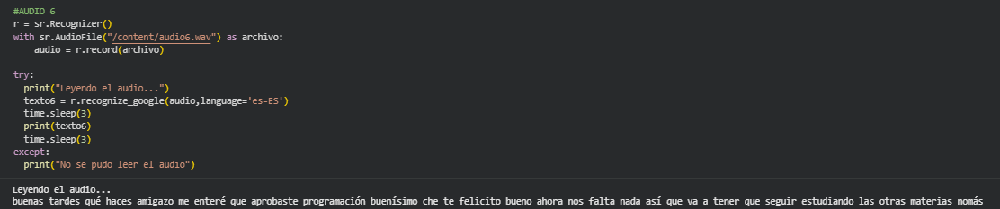 #AUDIO 6
r = sr.Recognizer()
with sr.AudioFile("/content/audio6.wav") as archivo:
    audio = r.record(archivo)

try:
  print("Leyendo el audio...")
  texto6 = r.recognize_google(audio,language='es-ES')
  time.sleep(3)
  print(texto6)
  time.sleep(3)
except:
  print("No se pudo leer el audio")

Leyendo el audio...
buenas tardes qué haces amigazo me enteré que aprobaste programación buenísimo che te felicito bueno ahora nos falta nada así que va a tener que seguir estudiando las otras materias nomás